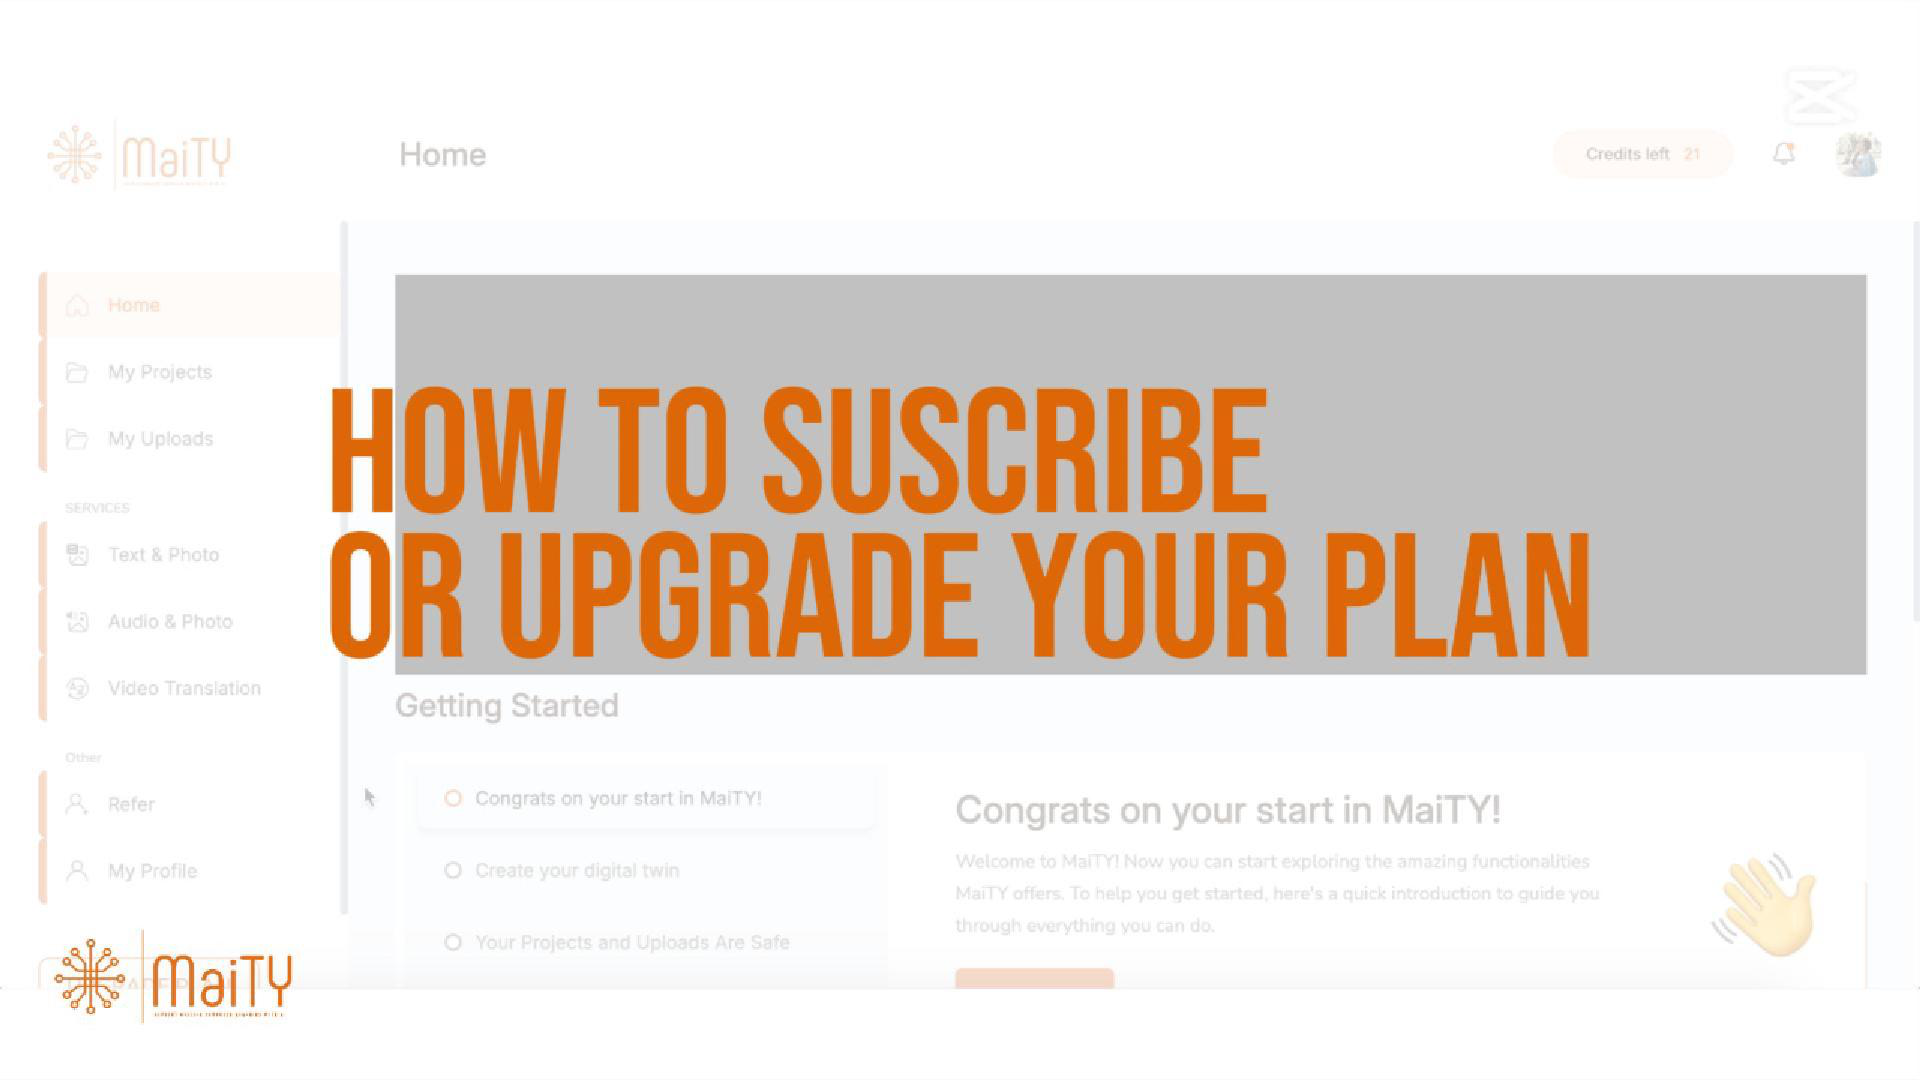 MaiTY
Home
Credits left 21
Home
My Projects
My Uploads
SERVICES
Text & Photo
Audio & Photo
Video Translation
Other
Refer
My Profile
HOW TO SUSCRIBE
OR UPGRADE YOUR PLAN
Getting Started
Congrats on your start in MaiTY!
Create your digital twin
Your Projects and Uploads Are Safe
Congrats on your start in MaiTY!
Welcome to MaiTY! Now you can start exploring the amazing functionalities
MaiTY offers. To help you get started, here's a quick introduction to guide you
through everything you can do.
MaiTY